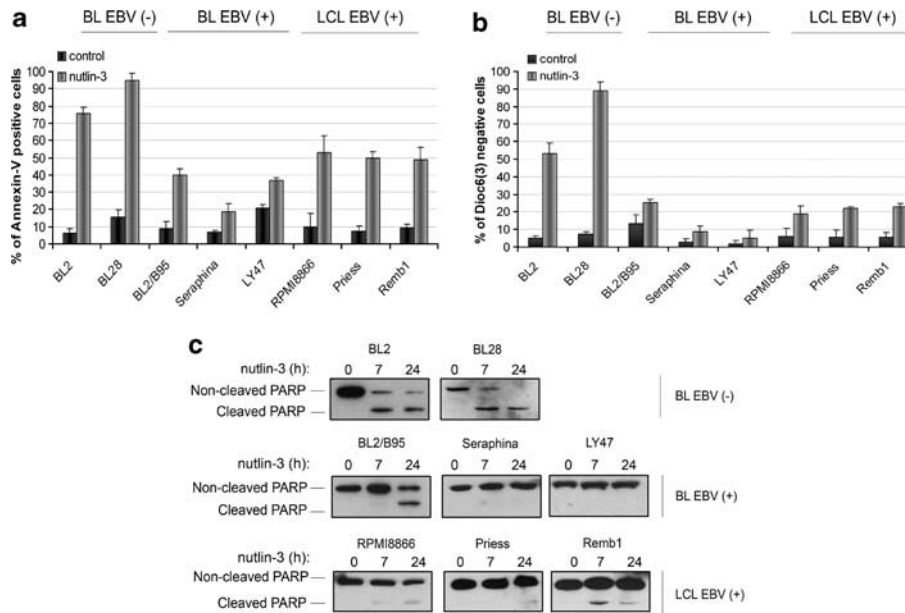 a
BL EBV (-) BL EBV (+) LCL EBV (+)
control
nutlin-3
% of Annexin-V positive cells
100
90
80
70
60
50
40
30
20
10
0
BL2 BL28 BL2/B95 Seraphina LY47 RPMI8866 Priess Remb1
b
BL EBV (-) BL EBV (+) LCL EBV (+)
control
nutlin-3
% of Dioc6(3) negative cells
100
90
80
70
60
50
40
30
20
10
0
BL2 BL28 BL2/B95 Seraphina LY47 RPMI8866 Priess Remb1
c
BL2 BL28
nutlin-3 (h): 0 7 24 0 7 24
Non-cleaved PARP
Cleaved PARP
BL EBV (-)
BL2/B95 Seraphina LY47
nutlin-3 (h): 0 7 24 0 7 24 0 7 24
Non-cleaved PARP
Cleaved PARP
BL EBV (+)
RPMI8866 Priess Remb1
nutlin-3 (h): 0 7 24 0 7 24 0 7 24
Non-cleaved PARP
Cleaved PARP
LCL EBV (+)